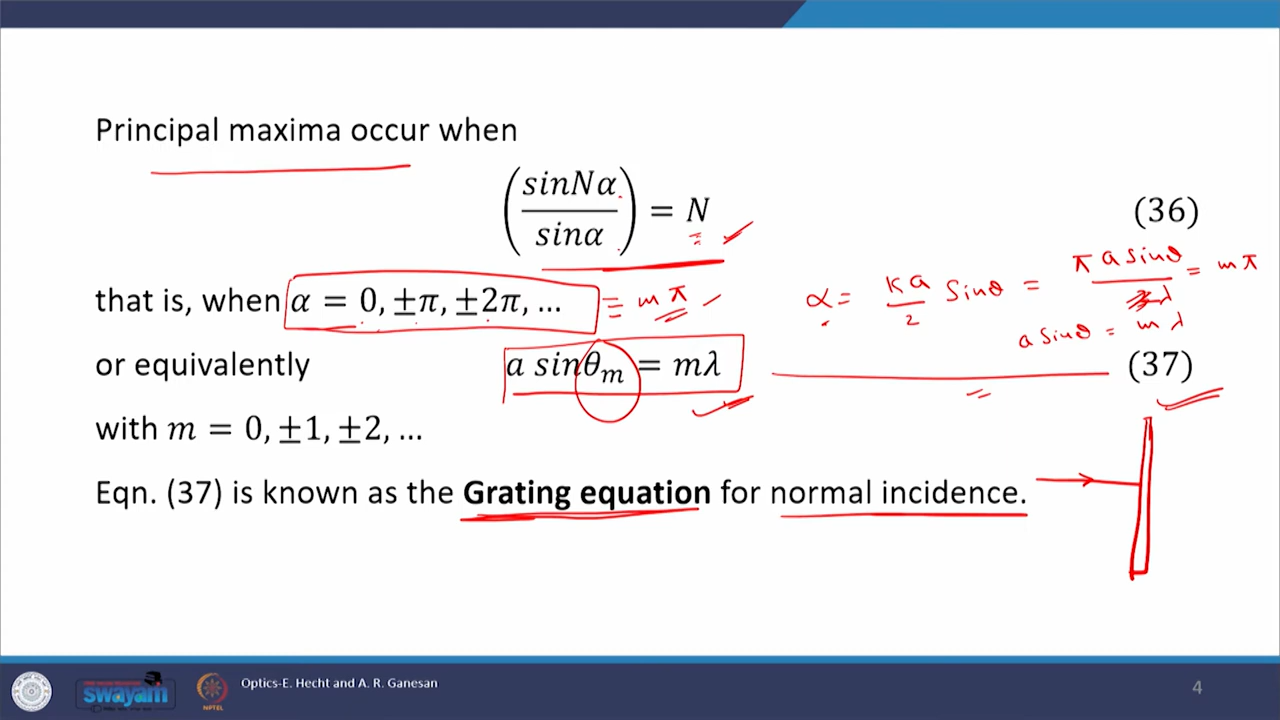 Principal maxima occur when
(sinNα / sinα) = N (36)
α = ka/2 sinθ = π a sinθ / λ = mπ
that is, when α = 0, ±π, ±2π, … = mπ
a sinθ = mλ
or equivalently a sinθₘ = mλ (37)
with m = 0, ±1, ±2, …
Eqn. (37) is known as the Grating equation for normal incidence.
swayam
NPTEL
Optics-E. Hecht and A. R. Ganesan
4